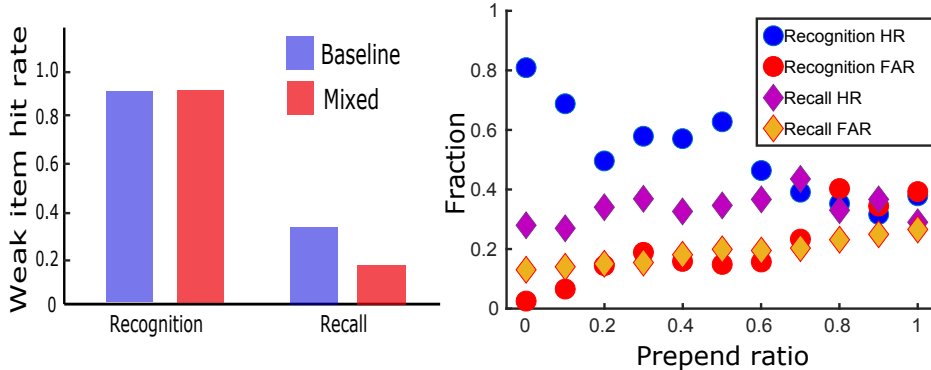 Weak item hit rate
1.0
0.8
0.6
0.4
0.2
0
Baseline
Mixed
Recognition
Recall
Fraction
1
0.8
0.6
0.4
0.2
0
Recognition HR
Recognition FAR
Recall HR
Recall FAR
0 0.2 0.4 0.6 0.8 1
Prepend ratio